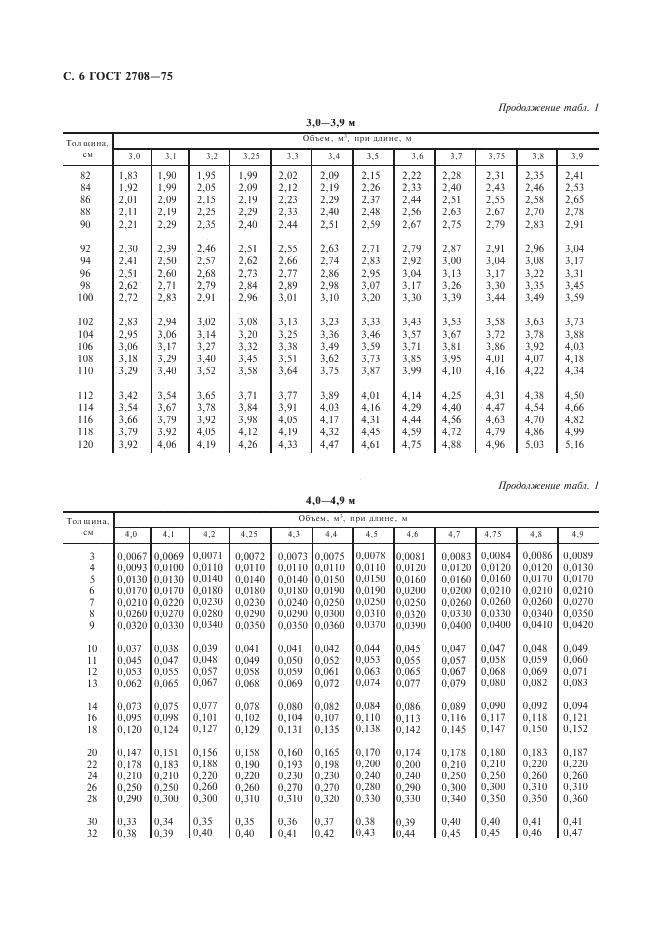 С. 6 ГОСТ 2708—75
Продолжение табл. 1
3,0—3,9 м
Толщина, см
Объем, м³, при длине, м
3,0 3,1 3,2 3,25 3,3 3,4 3,5 3,6 3,7 3,75 3,8 3,9
82 1,83 1,90 1,95 1,99 2,02 2,09 2,15 2,22 2,28 2,31 2,35 2,41
84 1,92 1,99 2,05 2,09 2,12 2,19 2,26 2,33 2,40 2,43 2,46 2,53
86 2,01 2,09 2,15 2,19 2,23 2,29 2,37 2,44 2,51 2,55 2,58 2,65
88 2,11 2,19 2,25 2,29 2,33 2,40 2,48 2,56 2,63 2,67 2,70 2,78
90 2,21 2,29 2,35 2,40 2,44 2,51 2,59 2,67 2,75 2,79 2,83 2,91
92 2,30 2,39 2,46 2,51 2,55 2,63 2,71 2,79 2,87 2,91 2,96 3,04
94 2,41 2,50 2,57 2,62 2,66 2,74 2,83 2,92 3,00 3,04 3,08 3,17
96 2,51 2,60 2,68 2,73 2,77 2,86 2,95 3,04 3,13 3,17 3,22 3,31
98 2,62 2,71 2,79 2,84 2,89 2,98 3,07 3,17 3,26 3,30 3,35 3,45
100 2,72 2,83 2,91 2,96 3,01 3,10 3,20 3,30 3,39 3,44 3,49 3,59
102 2,83 2,94 3,02 3,08 3,13 3,23 3,33 3,43 3,53 3,58 3,63 3,73
104 2,95 3,06 3,14 3,20 3,25 3,36 3,46 3,57 3,67 3,72 3,78 3,88
106 3,06 3,17 3,27 3,32 3,38 3,49 3,59 3,71 3,81 3,86 3,92 4,03
108 3,18 3,29 3,40 3,45 3,51 3,62 3,73 3,85 3,95 4,01 4,07 4,18
110 3,29 3,40 3,52 3,58 3,64 3,75 3,87 3,99 4,10 4,16 4,22 4,34
112 3,42 3,54 3,65 3,71 3,77 3,89 4,01 4,14 4,25 4,31 4,38 4,50
114 3,54 3,67 3,78 3,84 3,91 4,03 4,16 4,29 4,40 4,47 4,54 4,66
116 3,66 3,79 3,92 3,98 4,05 4,17 4,31 4,44 4,56 4,63 4,70 4,82
118 3,79 3,92 4,05 4,12 4,19 4,32 4,45 4,59 4,72 4,79 4,86 4,99
120 3,92 4,06 4,19 4,26 4,33 4,47 4,61 4,75 4,88 4,96 5,03 5,16
Продолжение табл. 1
4,0—4,9 м
Толщина, см
Объем, м³, при длине, м
4,0 4,1 4,2 4,25 4,3 4,4 4,5 4,6 4,7 4,75 4,8 4,9
3 0,0067 0,0069 0,0071 0,0072 0,0073 0,0075 0,0078 0,0081 0,0083 0,0084 0,0086 0,0089
4 0,0093 0,0100 0,0110 0,0110 0,0110 0,0110 0,0110 0,0120 0,0120 0,0120 0,0120 0,0130
5 0,0130 0,0130 0,0140 0,0140 0,0140 0,0150 0,0150 0,0160 0,0160 0,0160 0,0170 0,0170
6 0,0170 0,0170 0,0180 0,0180 0,0180 0,0190 0,0190 0,0200 0,0200 0,0210 0,0210 0,0210
7 0,0210 0,0220 0,0230 0,0230 0,0240 0,0250 0,0250 0,0250 0,0260 0,0260 0,0260 0,0270
8 0,0260 0,0270 0,0280 0,0290 0,0290 0,0300 0,0310 0,0320 0,0330 0,0330 0,0340 0,0350
9 0,0320 0,0330 0,0340 0,0350 0,0350 0,0360 0,0370 0,0390 0,0400 0,0400 0,0410 0,0420
10 0,037 0,038 0,039 0,041 0,041 0,042 0,044 0,045 0,047 0,047 0,048 0,049
11 0,045 0,047 0,048 0,049 0,050 0,052 0,053 0,055 0,057 0,058 0,059 0,060
12 0,053 0,055 0,057 0,058 0,059 0,061 0,063 0,065 0,067 0,068 0,069 0,071
13 0,062 0,065 0,067 0,068 0,069 0,072 0,074 0,077 0,079 0,080 0,082 0,083
14 0,073 0,075 0,077 0,078 0,080 0,082 0,084 0,086 0,089 0,090 0,092 0,094
16 0,095 0,098 0,101 0,102 0,104 0,107 0,110 0,113 0,116 0,117 0,118 0,121
18 0,120 0,124 0,127 0,129 0,131 0,135 0,138 0,142 0,145 0,147 0,150 0,152
20 0,147 0,151 0,156 0,158 0,160 0,165 0,170 0,174 0,178 0,180 0,183 0,187
22 0,178 0,183 0,188 0,190 0,193 0,198 0,200 0,200 0,210 0,210 0,220 0,220
24 0,210 0,210 0,220 0,220 0,230 0,230 0,240 0,240 0,250 0,250 0,260 0,260
26 0,250 0,250 0,260 0,260 0,270 0,270 0,280 0,290 0,300 0,300 0,310 0,310
28 0,290 0,300 0,300 0,310 0,310 0,320 0,330 0,330 0,340 0,350 0,350 0,360
30 0,33 0,34 0,35 0,35 0,36 0,37 0,38 0,39 0,40 0,40 0,41 0,41
32 0,38 0,39 0,40 0,40 0,41 0,42 0,43 0,44 0,45 0,45 0,46 0,47